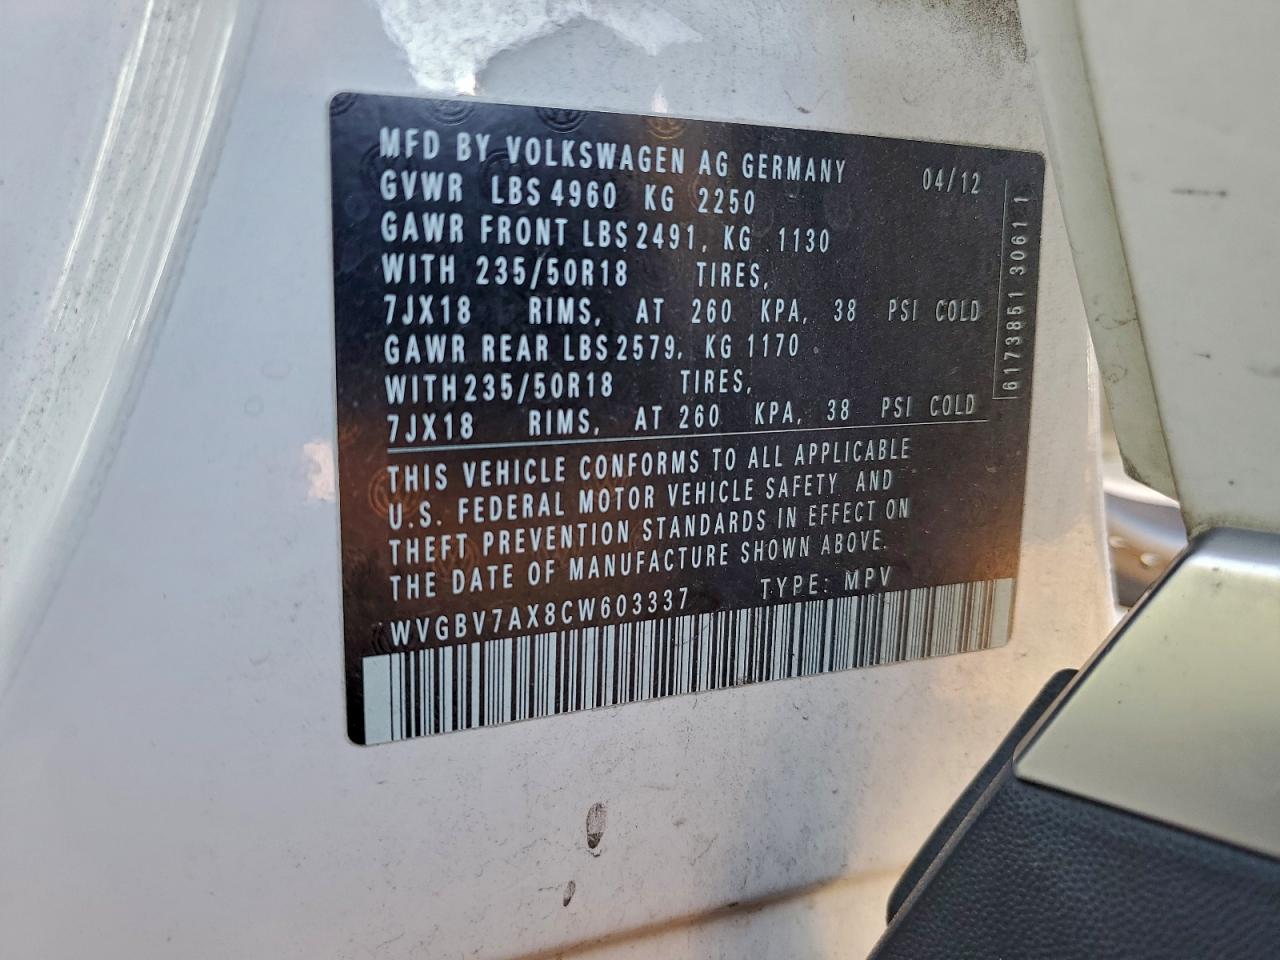 MFD BY VOLKSWAGEN AG GERMANY 04/12
GVWR LBS 4960 KG 2250
GAWR FRONT LBS 2491, KG 1130
WITH 235/50R18 TIRES,
7JX18 RIMS, AT 260 KPA, 38 PSI COLD
GAWR REAR LBS 2579, KG 1170
WITH 235/50R18 TIRES,
7JX18 RIMS, AT 260 KPA, 38 PSI COLD
THIS VEHICLE CONFORMS TO ALL APPLICABLE
U.S. FEDERAL MOTOR VEHICLE SAFETY AND
THEFT PREVENTION STANDARDS IN EFFECT ON
THE DATE OF MANUFACTURE SHOWN ABOVE.
WVGBV7AX8CW603337 TYPE: MPV
6173851 3061 1